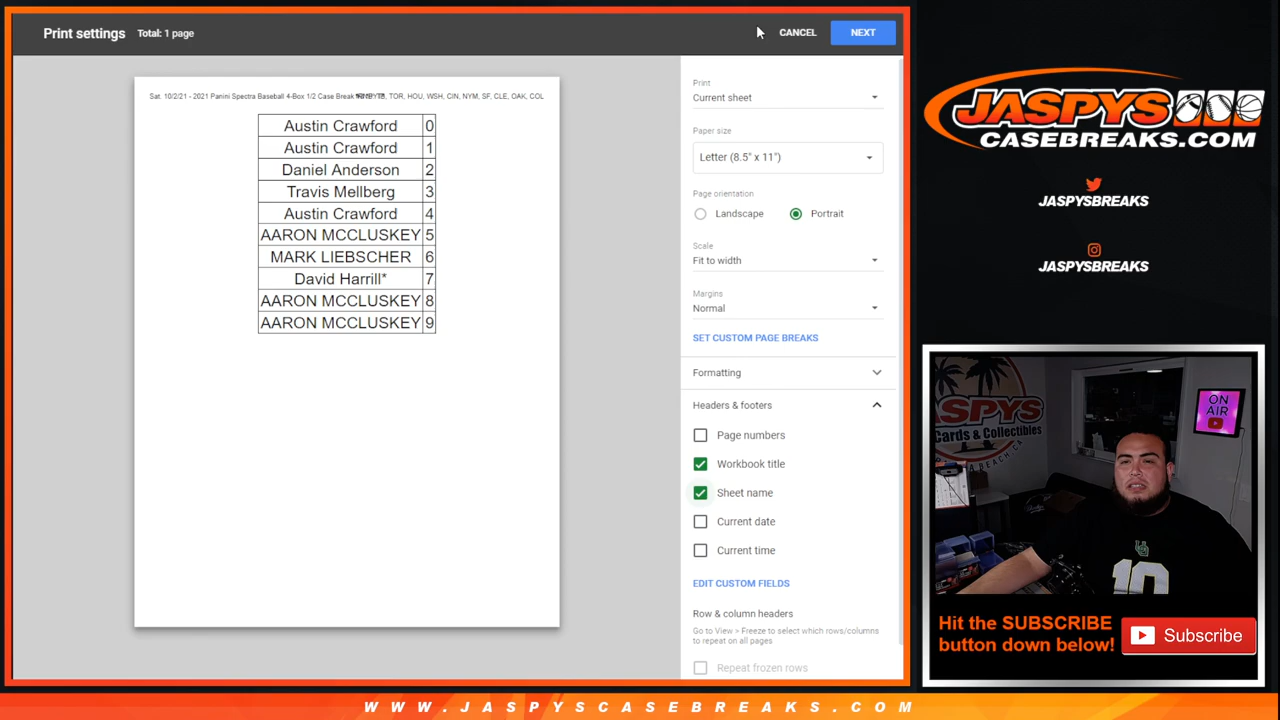 Print settings Total: 1 page
CANCEL NEXT
Sat. 10/2/21 - 2021 Panini Spectra Baseball 4-Box 1/2 Case Break TOR, HOU, WSH, CIN, NYM, SF, CLE, OAK, COL
Austin Crawford 0
Austin Crawford 1
Daniel Anderson 2
Travis Mellberg 3
Austin Crawford 4
AARON MCCLUSKEY 5
MARK LIEBSCHER 6
David Harrill* 7
AARON MCCLUSKEY 8
AARON MCCLUSKEY 9
Print
Current sheet
Paper size
Letter (8.5" x 11")
Page orientation
Landscape Portrait
Scale
Fit to width
Margins
Normal
SET CUSTOM PAGE BREAKS
Formatting
Headers & footers
Page numbers
Workbook title
Sheet name
Current date
Current time
EDIT CUSTOM FIELDS
Row & column headers
Go to View > Freeze to select which rows/columns
to repeat on all pages
Repeat frozen rows
JASPYS
CASEBREAKS.COM
JASPYSBREAKS
JASPYSBREAKS
JASPYS
Cards & Collectibles
ON
AIR
10
Hit the SUBSCRIBE
button down below!
Subscribe
WWW.JASPYSCASEBREAKS.COM